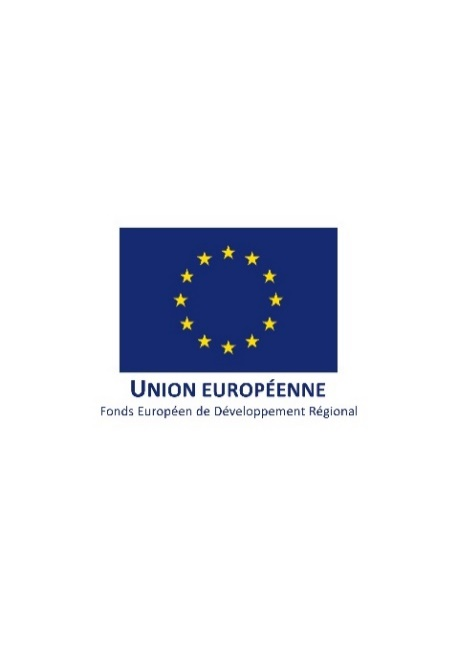 UNION EUROPÉENNE
Fonds Européen de Développement Régional